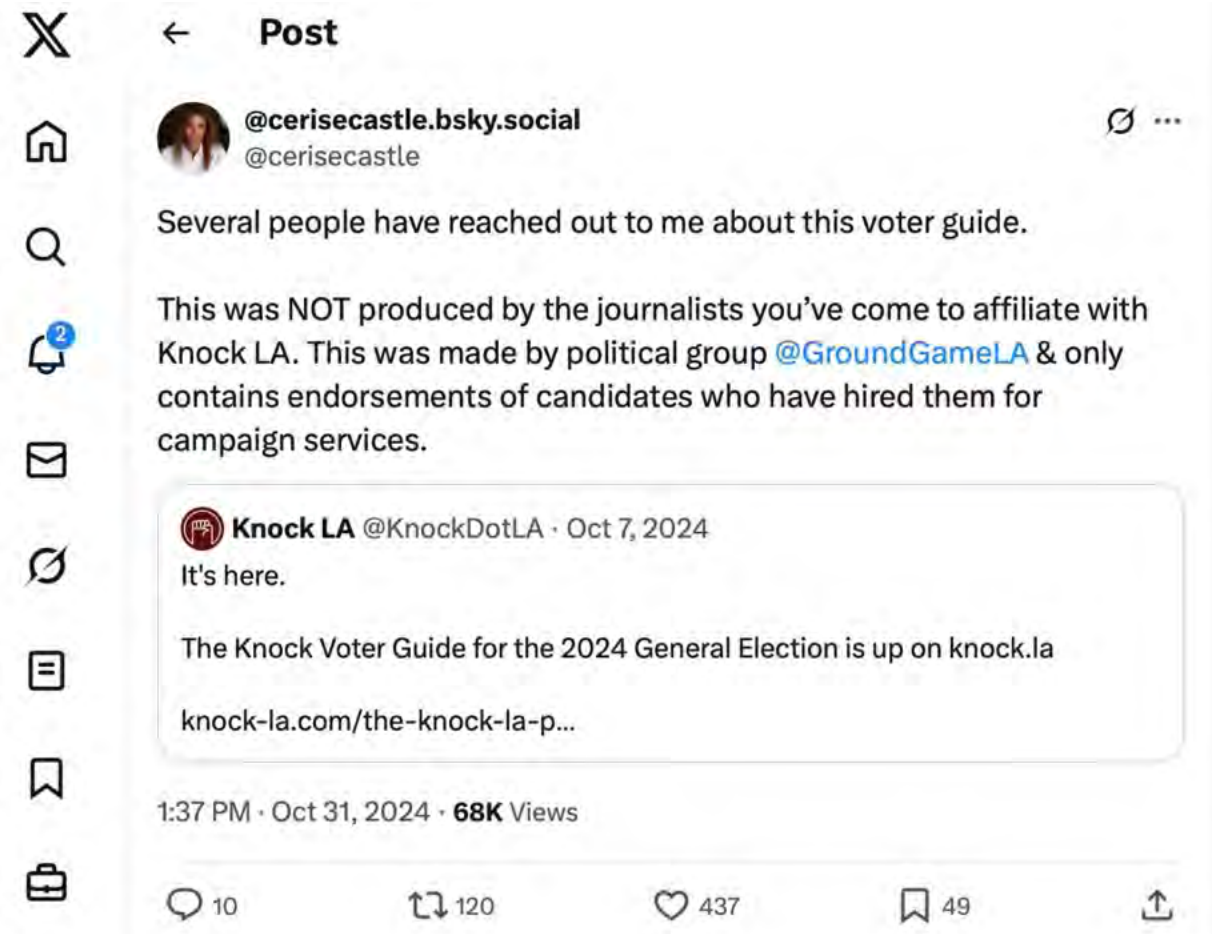 Post
@cerisecastle.bsky.social
@cerisecastle
Several people have reached out to me about this voter guide.
This was NOT produced by the journalists you've come to affiliate with
Knock LA. This was made by political group @GroundGameLA & only
contains endorsements of candidates who have hired them for
campaign services.
Knock LA @KnockDotLA · Oct 7, 2024
It's here.
The Knock Voter Guide for the 2024 General Election is up on knock.la
knock-la.com/the-knock-la-p...
1:37 PM · Oct 31, 2024 · 68K Views
2
10 120 437 49